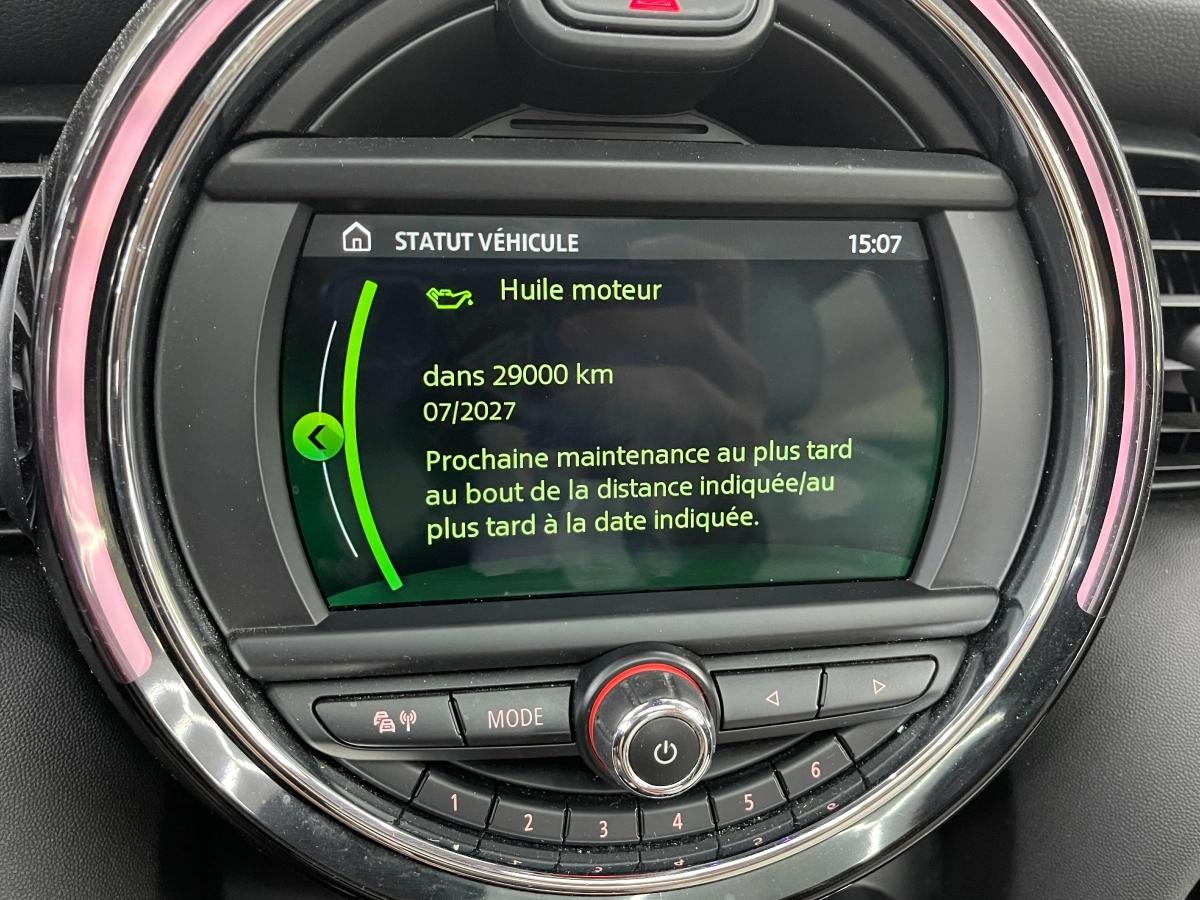 STATUT VÉHICULE 15:07
Huile moteur
dans 29000 km
07/2027
Prochaine maintenance au plus tard
au bout de la distance indiquée/au
plus tard à la date indiquée.
MODE
1 2 3 4 5 6